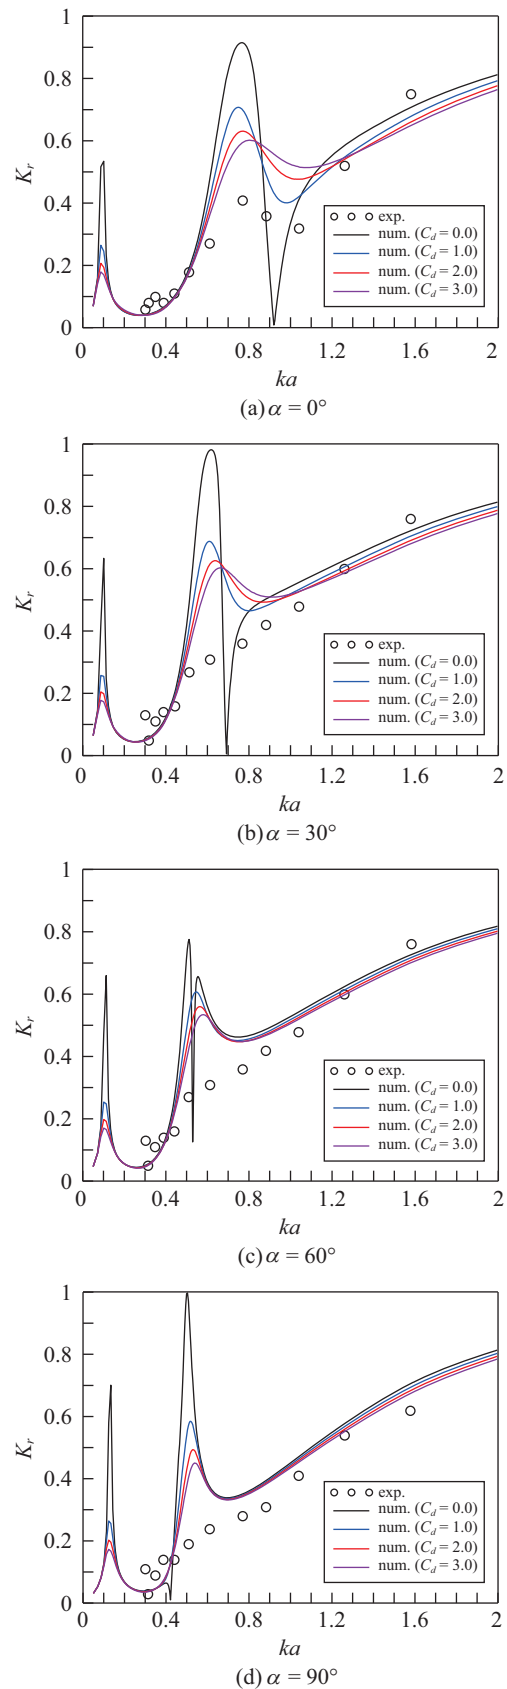 1
0.8
0.6
0.4
0.2
0
K_r
0 0.4 0.8 1.2 1.6 2
ka
exp.
num. (C_d = 0.0)
num. (C_d = 1.0)
num. (C_d = 2.0)
num. (C_d = 3.0)
(a) α = 0°
1
0.8
0.6
0.4
0.2
0
K_r
0 0.4 0.8 1.2 1.6 2
ka
exp.
num. (C_d = 0.0)
num. (C_d = 1.0)
num. (C_d = 2.0)
num. (C_d = 3.0)
(b) α = 30°
1
0.8
0.6
0.4
0.2
0
K_r
0 0.4 0.8 1.2 1.6 2
ka
exp.
num. (C_d = 0.0)
num. (C_d = 1.0)
num. (C_d = 2.0)
num. (C_d = 3.0)
(c) α = 60°
1
0.8
0.6
0.4
0.2
0
K_r
0 0.4 0.8 1.2 1.6 2
ka
exp.
num. (C_d = 0.0)
num. (C_d = 1.0)
num. (C_d = 2.0)
num. (C_d = 3.0)
(d) α = 90°